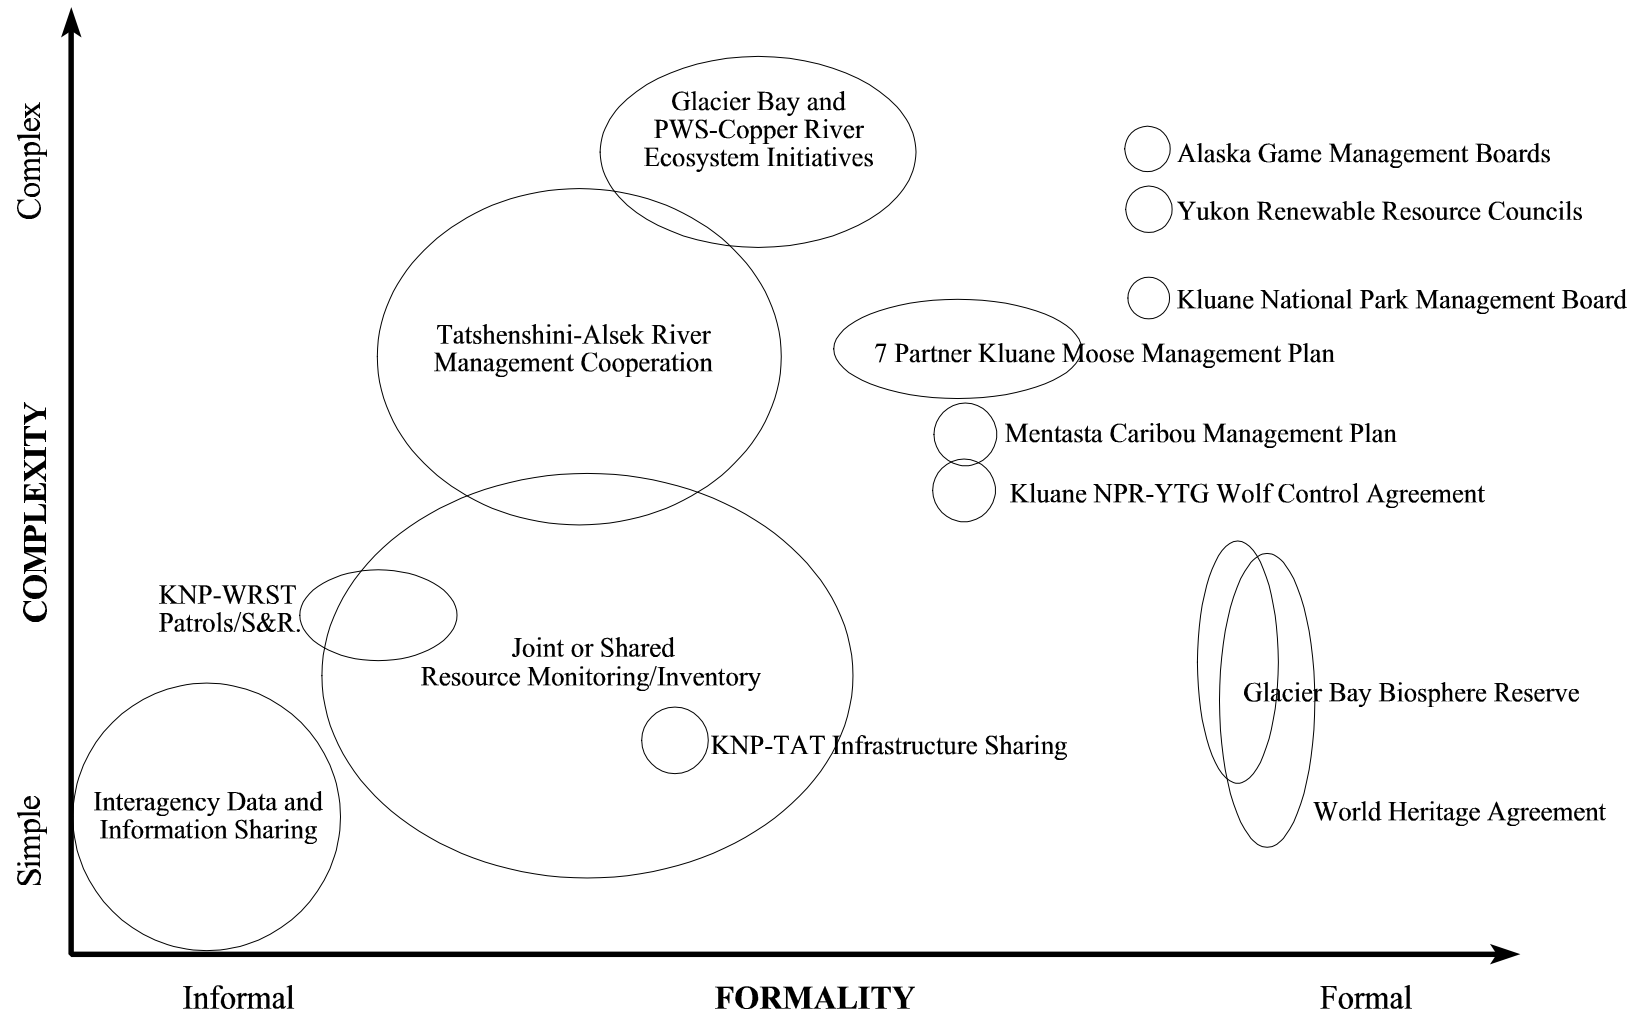 Complex
COMPLEXITY
Simple
Glacier Bay and
PWS-Copper River
Ecosystem Initiatives
Alaska Game Management Boards
Yukon Renewable Resource Councils
Kluane National Park Management Board
Tatshenshini-Alsek River
Management Cooperation
7 Partner Kluane Moose Management Plan
Mentasta Caribou Management Plan
Kluane NPR-YTG Wolf Control Agreement
KNP-WRST
Patrols/S&R.
Joint or Shared
Resource Monitoring/Inventory
KNP-TAT Infrastructure Sharing
Glacier Bay Biosphere Reserve
World Heritage Agreement
Interagency Data and
Information Sharing
Informal
FORMALITY
Formal